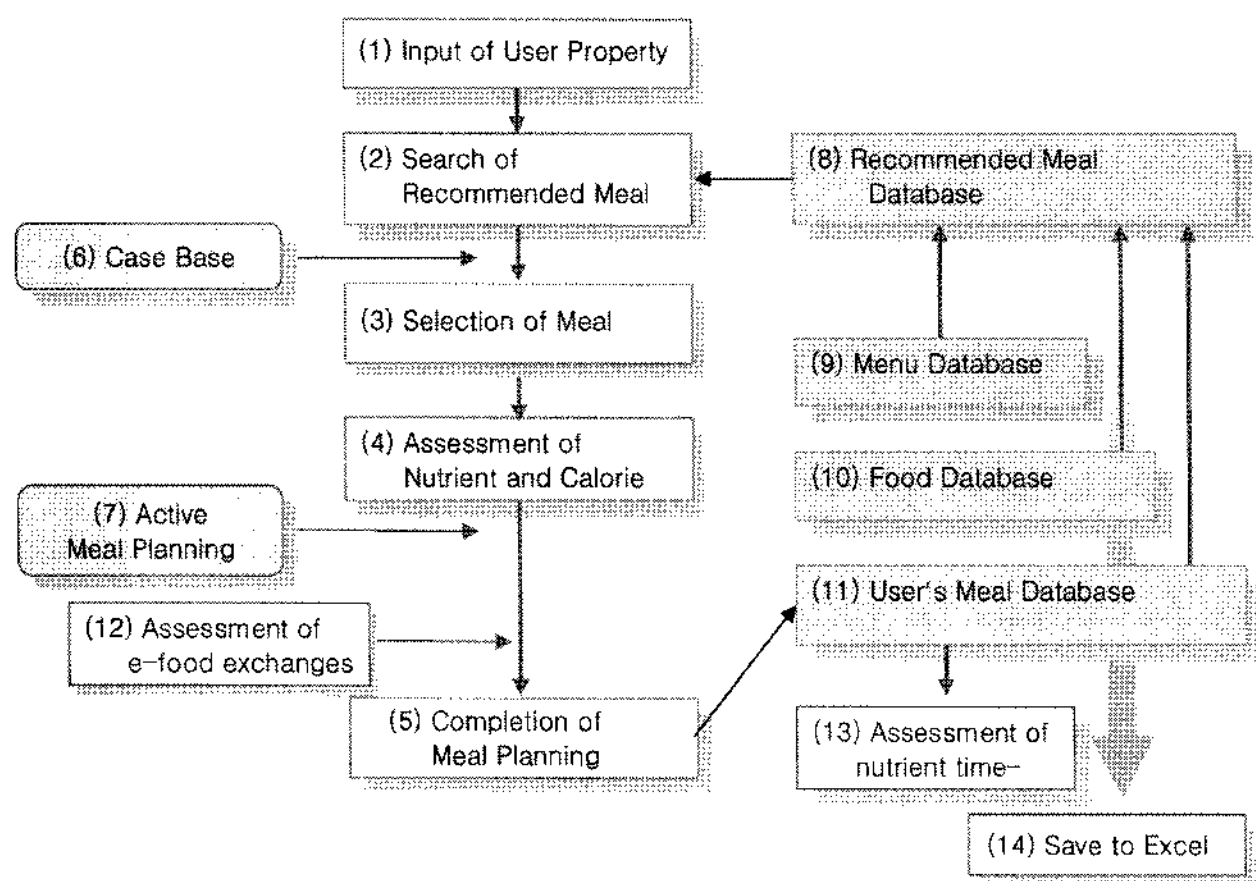 (1) Input of User Property
(2) Search of
Recommended Meal
(8) Recommended Meal
Database
(6) Case Base
(3) Selection of Meal
(9) Menu Database
(4) Assessment of
Nutrient and Calorie
(10) Food Database
(7) Active
Meal Planning
(11) User's Meal Database
(12) Assessment of
e-food exchanges
(5) Completion of
Meal Planning
(13) Assessment of
nutrient time-
(14) Save to Excel